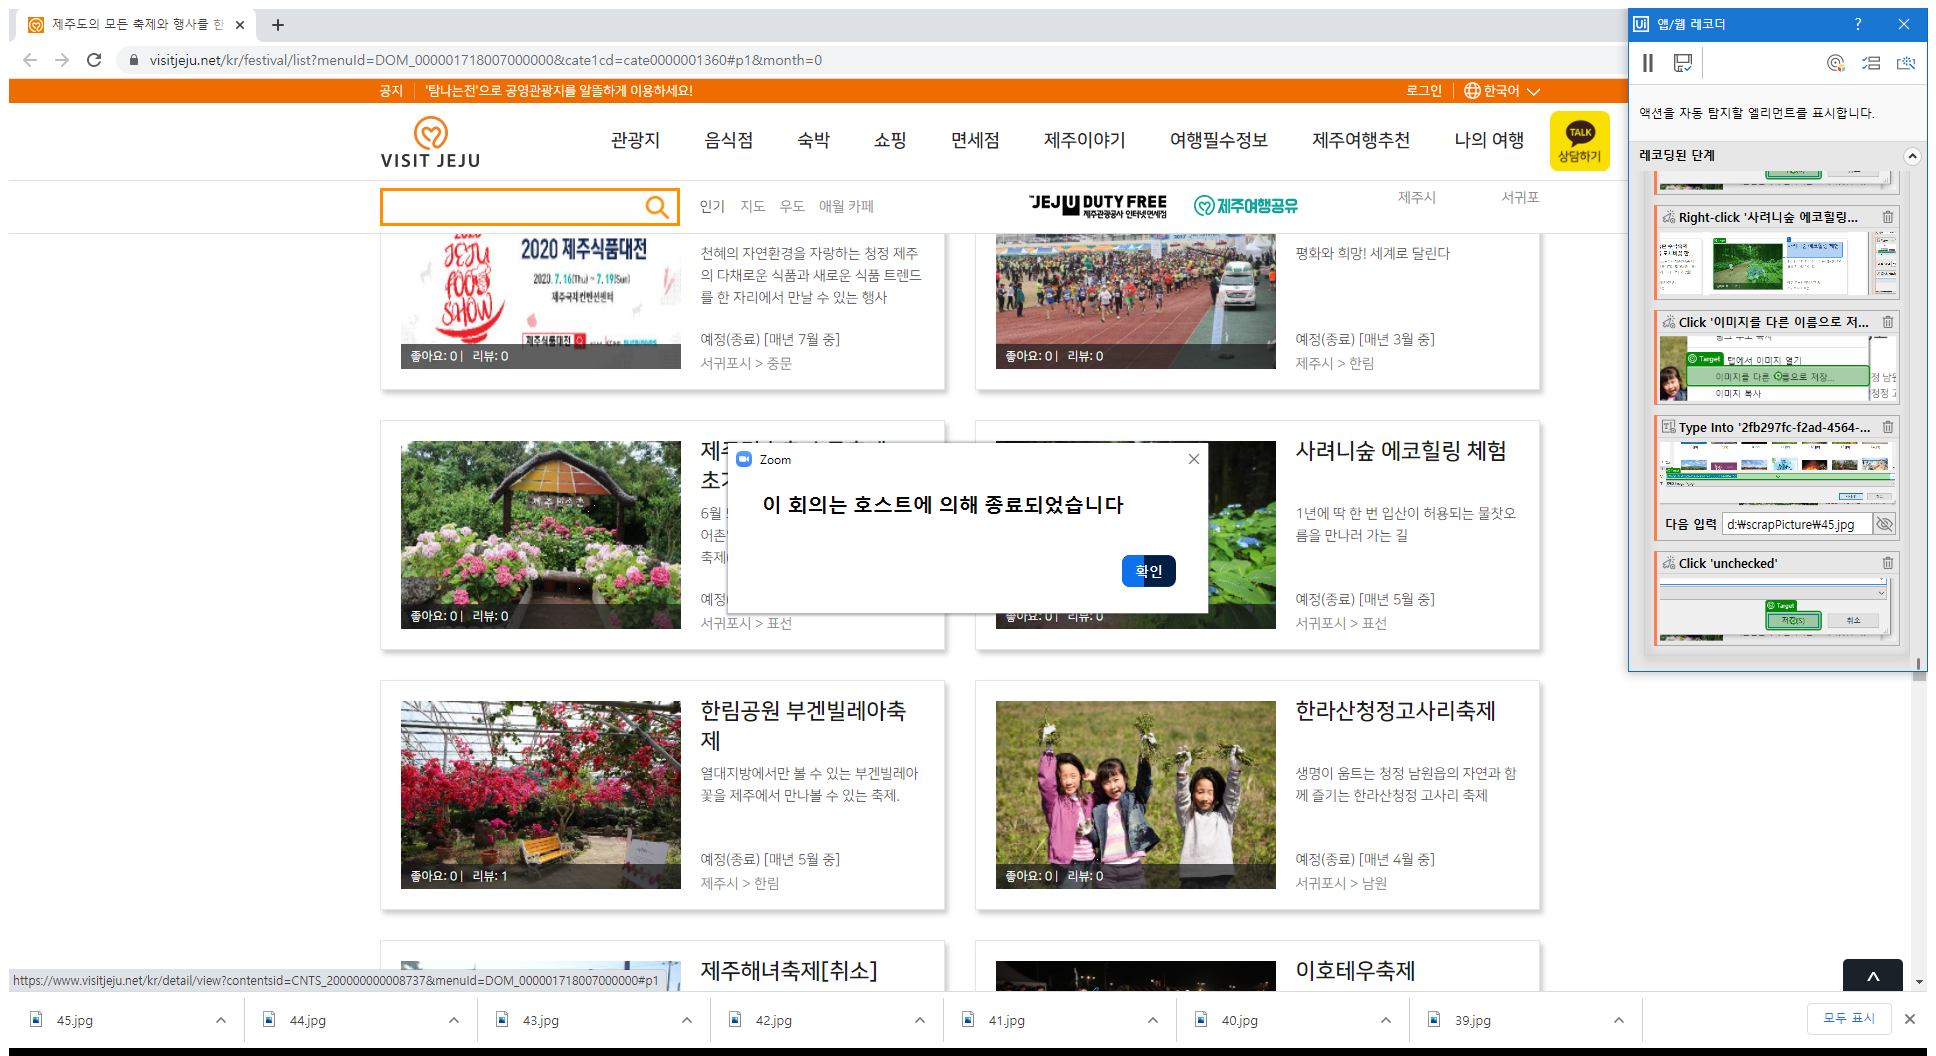 제주도의 모든 축제와 행사를 한
visitjeju.net/kr/festival/list?menuId=DOM_000001718007000000&cate1cd=cate0000001360#p1&month=0
공지 '탐나는전'으로 공영관광지를 알뜰하게 이용하세요!
로그인 한국어
VISIT JEJU
관광지 음식점 숙박 쇼핑 면세점 제주이야기 여행필수정보 제주여행추천 나의 여행
TALK
상담하기
인기 지도 우도 애월 카페
JEJU DUTY FREE
제주관광공사 인터넷면세점
제주여행공유
제주시 서귀포
2020 제주식품대전
JEJU FOOD SHOW
2020. 7. 16(Thu) ~ 7. 19(Sun)
제주국제컨벤션센터
제주식품대전
좋아요: 0 | 리뷰: 0
천혜의 자연환경을 자랑하는 청정 제주
의 다채로운 식품과 새로운 식품 트렌드
를 한 자리에서 만날 수 있는 행사
예정(종료) [매년 7월 중]
서귀포시 > 중문
좋아요: 0 | 리뷰: 0
평화와 희망! 세계로 달린다
예정(종료) [매년 3월 중]
제주시 > 한림
좋아요: 0 | 리뷰: 0
6월
어촌
축제
예정
서귀포시 > 표선
Zoom
이 회의는 호스트에 의해 종료되었습니다
확인
좋아요: 0 | 리뷰: 0
사려니숲 에코힐링 체험
1년에 딱 한 번 입산이 허용되는 물찻오
름을 만나러 가는 길
예정(종료) [매년 5월 중]
서귀포시 > 표선
좋아요: 0 | 리뷰: 1
한림공원 부겐빌레아축
제
열대지방에서만 볼 수 있는 부겐빌레아
꽃을 제주에서 만나볼 수 있는 축제.
예정(종료) [매년 5월 중]
제주시 > 한림
좋아요: 0 | 리뷰: 0
한라산청정고사리축제
생명이 움트는 청정 남원읍의 자연과 함
께 즐기는 한라산청정 고사리 축제
예정(종료) [매년 4월 중]
서귀포시 > 남원
제주해녀축제[취소]
이호테우축제
https://www.visitjeju.net/kr/detail/view?contentsid=CNTS_200000000008737&menuId=DOM_000001718007000000#p1
45.jpg 44.jpg 43.jpg 42.jpg 41.jpg 40.jpg 39.jpg
모두 표시
Ui 앱/웹 레코더 ?
액션을 자동 탐지할 엘리먼트를 표시합니다.
레코딩된 단계
Right-click '사려니숲 에코힐링...
Click '이미지를 다른 이름으로 저...
Target 탭에서 이미지 열기
이미지를 다른 이름으로 저장...
이미지 복사
Type Into '2fb297fc-f2ad-4564-...
다음 입력 d:₩scrapPicture₩45.jpg
Click 'unchecked'
Target
저장(S) 취소